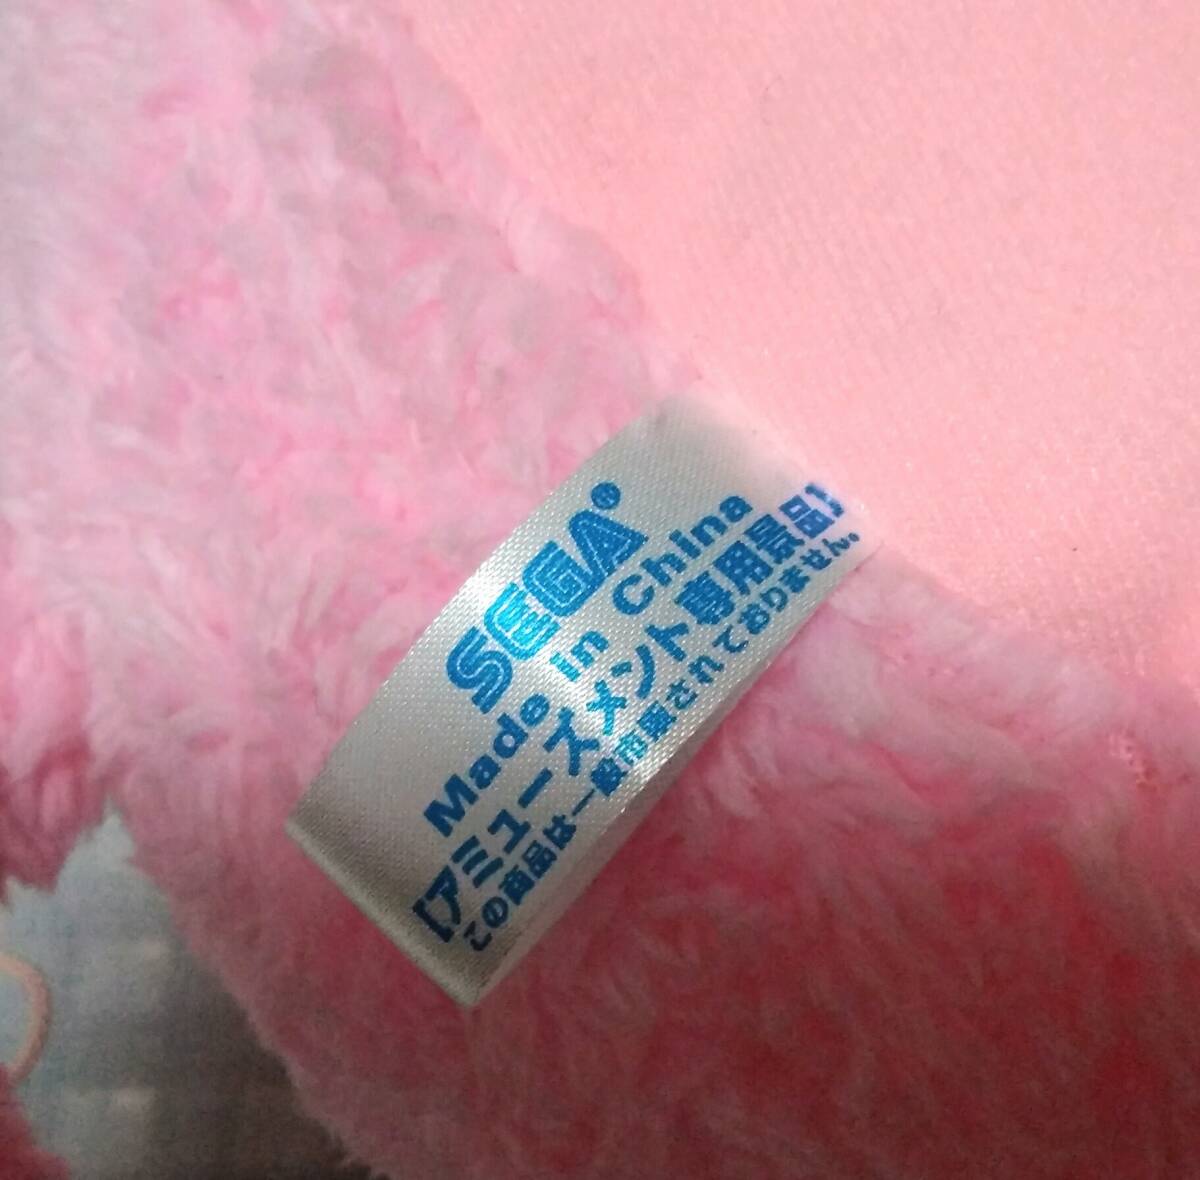 SEGA®
Made in China
【アミューズメント専用景品】
この商品は一般市販されておりません。